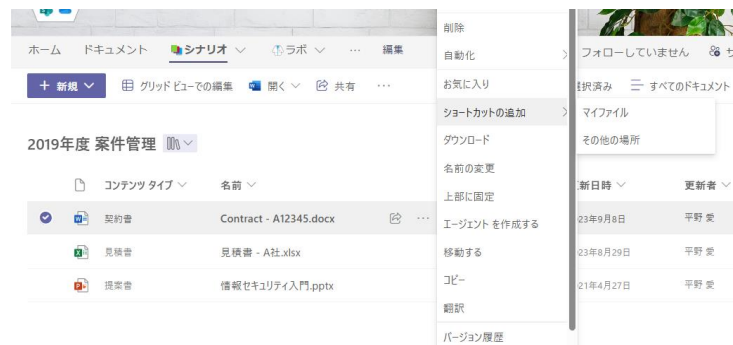 削除
ホーム ドキュメント シナリオ ラボ … 編集
自動化
フォローしていません
+ 新規 グリッド ビューでの編集 開く 共有 …
お気に入り
選択済み すべてのドキュメント
ショートカットの追加
マイファイル
ダウンロード
その他の場所
2019年度 案件管理
名前の変更
上部に固定
コンテンツ タイプ 名前
更新日時 更新者
契約書 Contract - A12345.docx …
エージェント を作成する
023年9月8日 平野 愛
見積書 見積書 - A社.xlsx
移動する
023年8月29日 平野 愛
提案書 情報セキュリティ入門.pptx
コピー
021年4月27日 平野 愛
翻訳
バージョン履歴